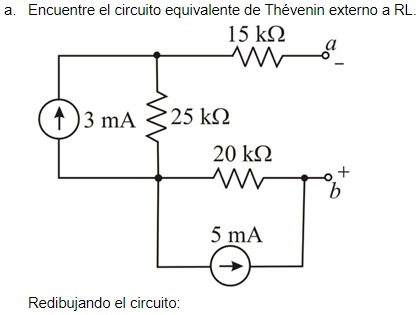 a. Encuentre el circuito equivalente de Thévenin externo a RL.
15 kΩ
a
−
3 mA
25 kΩ
20 kΩ
+
b
5 mA
Redibujando el circuito: